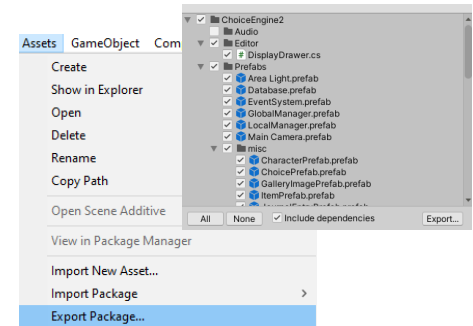 Assets GameObject Com
Create
Show in Explorer
Open
Delete
Rename
Copy Path
Open Scene Additive
View in Package Manager
Import New Asset...
Import Package
Export Package...
ChoiceEngine2
Audio
Editor
DisplayDrawer.cs
Prefabs
Area Light.prefab
Database.prefab
EventSystem.prefab
GlobalManager.prefab
LocalManager.prefab
Main Camera.prefab
misc
CharacterPrefab.prefab
ChoicePrefab.prefab
GalleryImagePrefab.prefab
ItemPrefab.prefab
JournalEntryPrefab.prefab
All None Include dependencies Export...